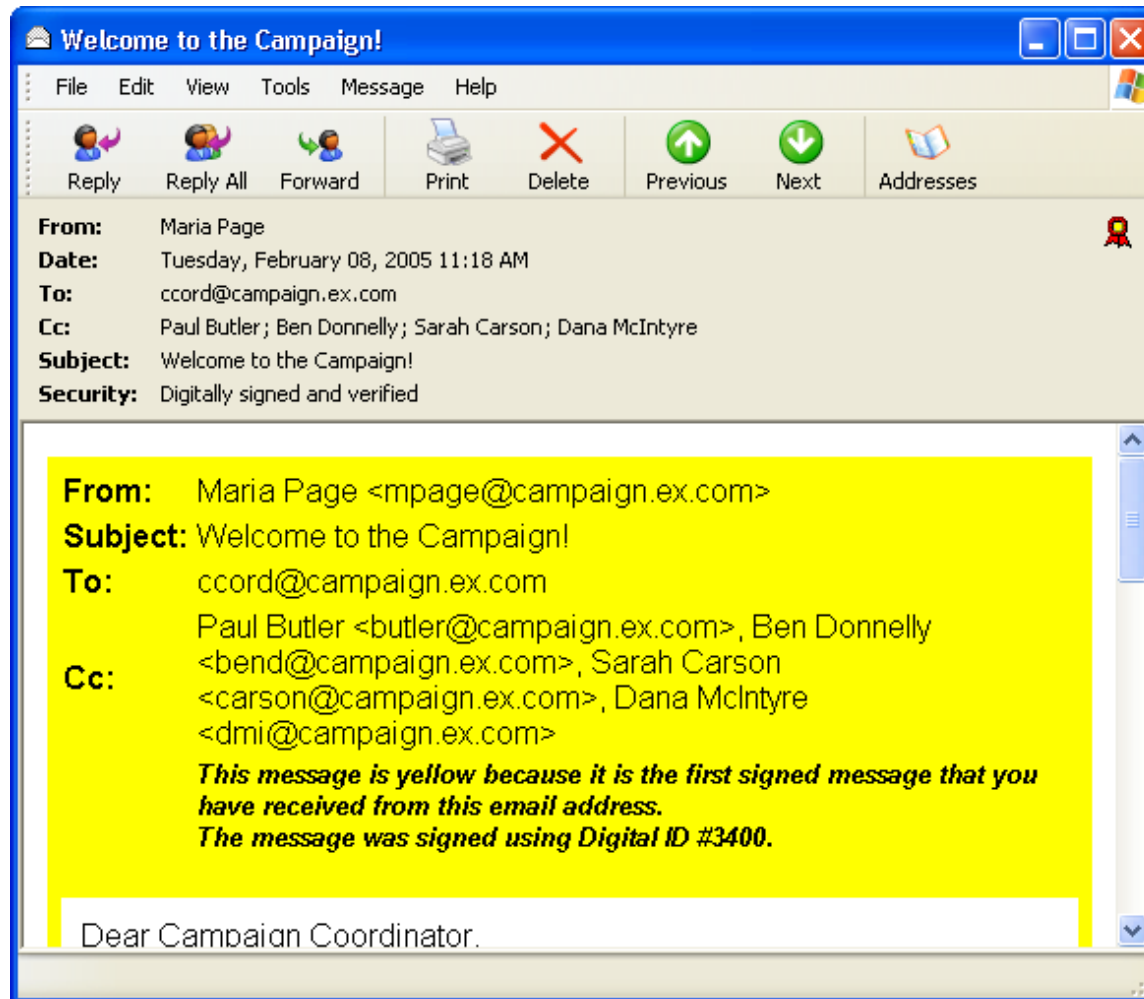 Welcome to the Campaign!
File Edit View Tools Message Help
Reply Reply All Forward Print Delete Previous Next Addresses
From: Maria Page
Date: Tuesday, February 08, 2005 11:18 AM
To: ccord@campaign.ex.com
Cc: Paul Butler; Ben Donnelly; Sarah Carson; Dana McIntyre
Subject: Welcome to the Campaign!
Security: Digitally signed and verified
From: Maria Page <mpage@campaign.ex.com>
Subject: Welcome to the Campaign!
To: ccord@campaign.ex.com
Cc: Paul Butler <butler@campaign.ex.com>, Ben Donnelly
<bend@campaign.ex.com>, Sarah Carson
<carson@campaign.ex.com>, Dana McIntyre
<dmi@campaign.ex.com>
This message is yellow because it is the first signed message that you
have received from this email address.
The message was signed using Digital ID #3400.
Dear Campaign Coordinator,